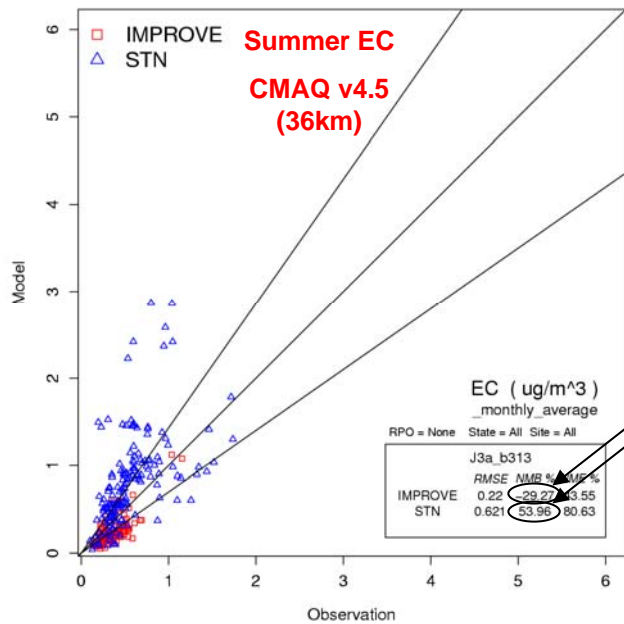 6
5
4
3
2
1
0
Model
IMPROVE
STN
Summer EC
CMAQ v4.5
(36km)
EC ( ug/m^3 )
_monthly_average
RPO = None State = All Site = All
J3a_b313
RMSE NMB % %
IMPROVE 0.22 -29.27
STN 0.621 53.96 80.63
0 1 2 3 4 5 6
Observation